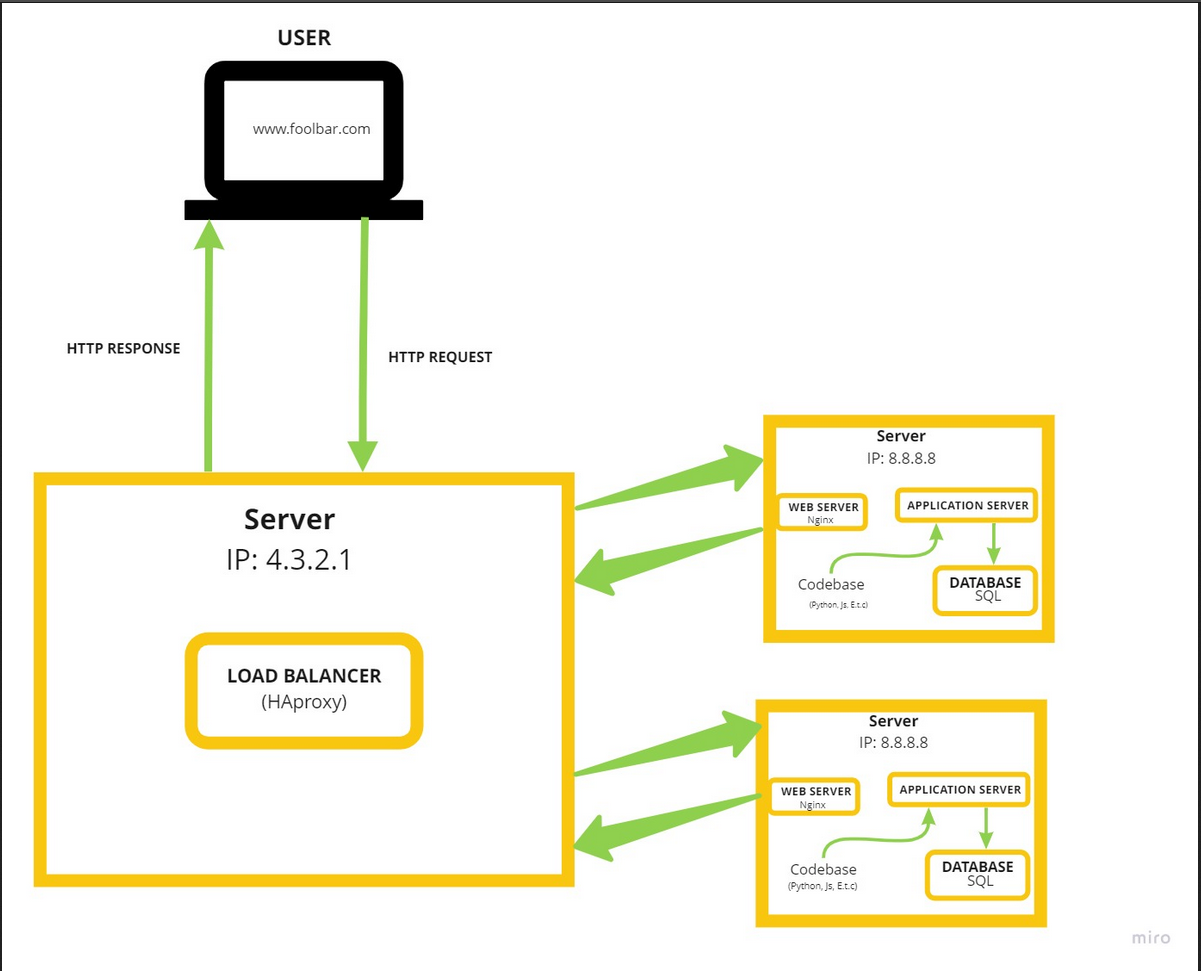 USER
www.foolbar.com
HTTP RESPONSE
HTTP REQUEST
Server
IP: 4.3.2.1
LOAD BALANCER
(HAproxy)
Server
IP: 8.8.8.8
WEB SERVER
Nginx
APPLICATION SERVER
Codebase
(Python, Js. E.t.c)
DATABASE
SQL
Server
IP: 8.8.8.8
WEB SERVER
Nginx
APPLICATION SERVER
Codebase
(Python, Js, E.t.c)
DATABASE
SQL
miro